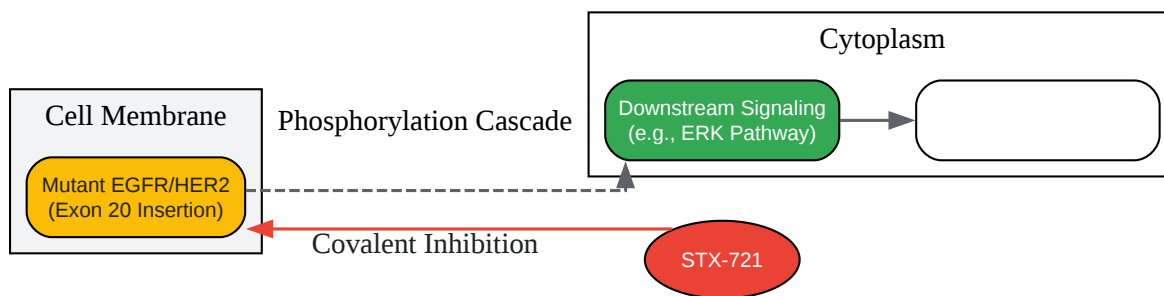 Cytoplasm
Cell Membrane
Phosphorylation Cascade
Downstream Signaling
(e.g., ERK Pathway)
Mutant EGFR/HER2
(Exon 20 Insertion)
Covalent Inhibition
STX-721